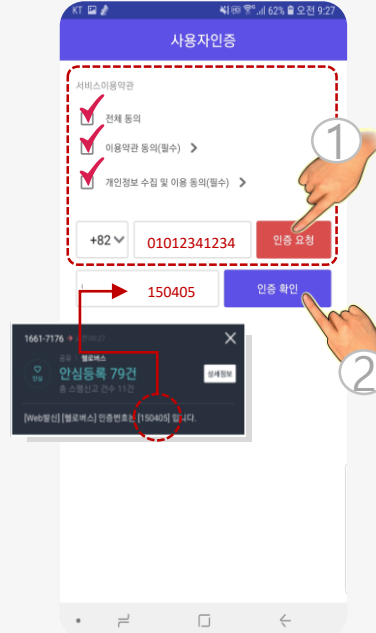 KT 62% 오전 9:27
사용자인증
서비스이용약관
전체 동의
이용약관 동의(필수) >
개인정보 수집 및 이용 동의(필수) >
1
+82 01012341234 인증 요청
150405 인증 확인
1661-7176
공유 헬로버스
안심 안심등록 79건 상세정보
총 스팸신고 건수 11건
[Web발신] [헬로버스] 인증번호는 [150405] 입니다.
2